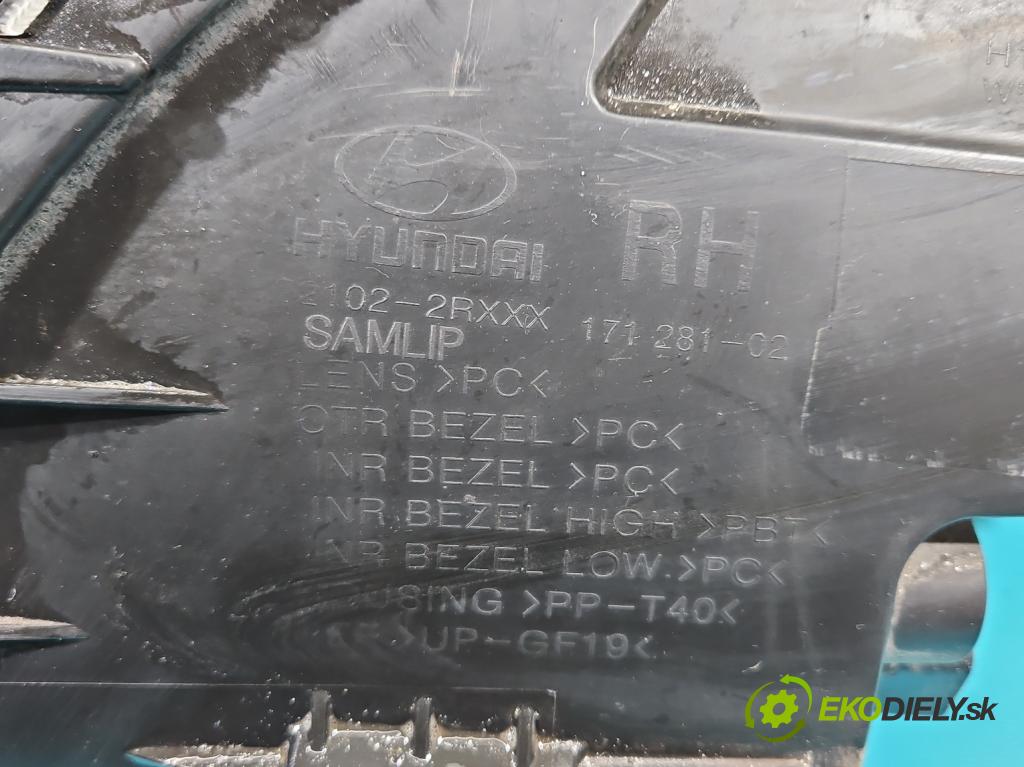 HYUNDAI RH
2102-2RXXX 171 281-02
SAMLIP
LENS >PC<
OTR BEZEL >PC<
INR BEZEL >PC<
INR BEZEL HIGH >PBT<
INR BEZEL LOW >PC<
HOUSING >PP-T40<
>UP-GF19<
EKODIELY.sk